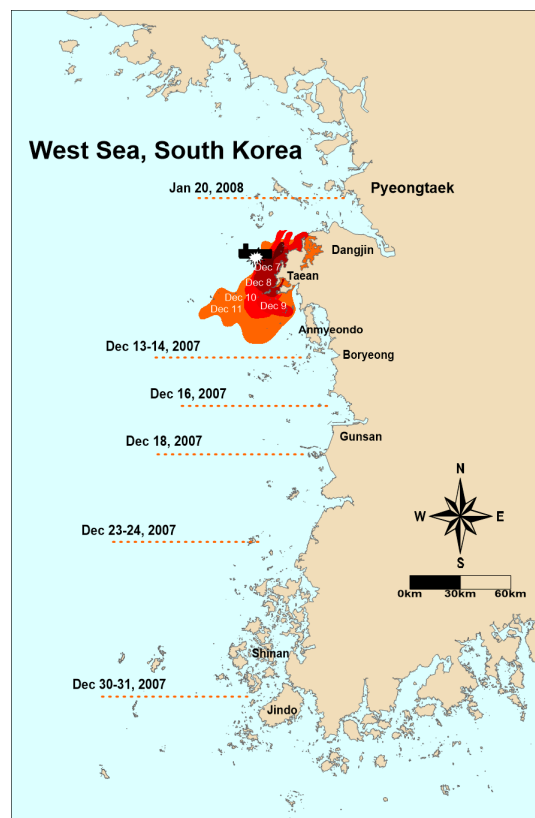 West Sea, South Korea
Jan 20, 2008
Pyeongtaek
Dangjin
Dec 7
Taean
Dec 8
Dec 10
Dec 9
Dec 11
Anmyeondo
Dec 13-14, 2007
Boryeong
Dec 16, 2007
Dec 18, 2007
Gunsan
N
W
E
S
Dec 23-24, 2007
0km
30km
60km
Shinan
Dec 30-31, 2007
Jindo